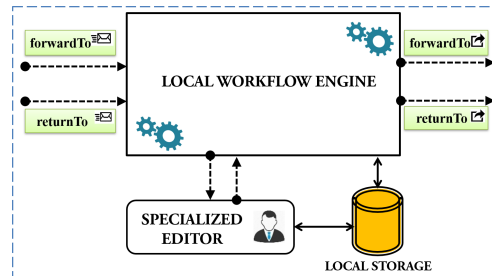 forwardTo
forwardTo
LOCAL WORKFLOW ENGINE
returnTo
returnTo
SPECIALIZED
EDITOR
LOCAL STORAGE